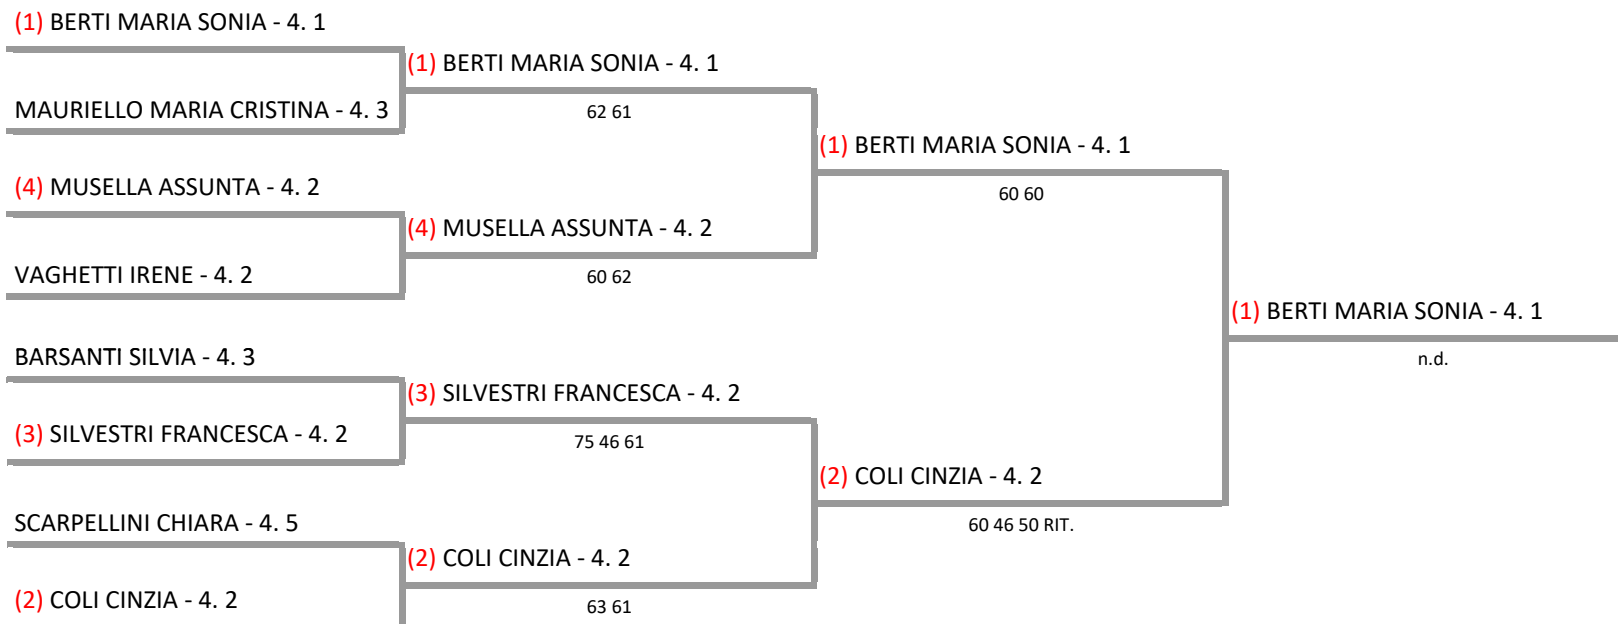 (1) BERTI MARIA SONIA - 4. 1
(1) BERTI MARIA SONIA - 4. 1
MAURIELLO MARIA CRISTINA - 4. 3
62 61
(1) BERTI MARIA SONIA - 4. 1
(4) MUSELLA ASSUNTA - 4. 2
60 60
(4) MUSELLA ASSUNTA - 4. 2
VAGHETTI IRENE - 4. 2
60 62
(1) BERTI MARIA SONIA - 4. 1
BARSANTI SILVIA - 4. 3
n.d.
(3) SILVESTRI FRANCESCA - 4. 2
(3) SILVESTRI FRANCESCA - 4. 2
75 46 61
(2) COLI CINZIA - 4. 2
SCARPELLINI CHIARA - 4. 5
60 46 50 RIT.
(2) COLI CINZIA - 4. 2
(2) COLI CINZIA - 4. 2
63 61